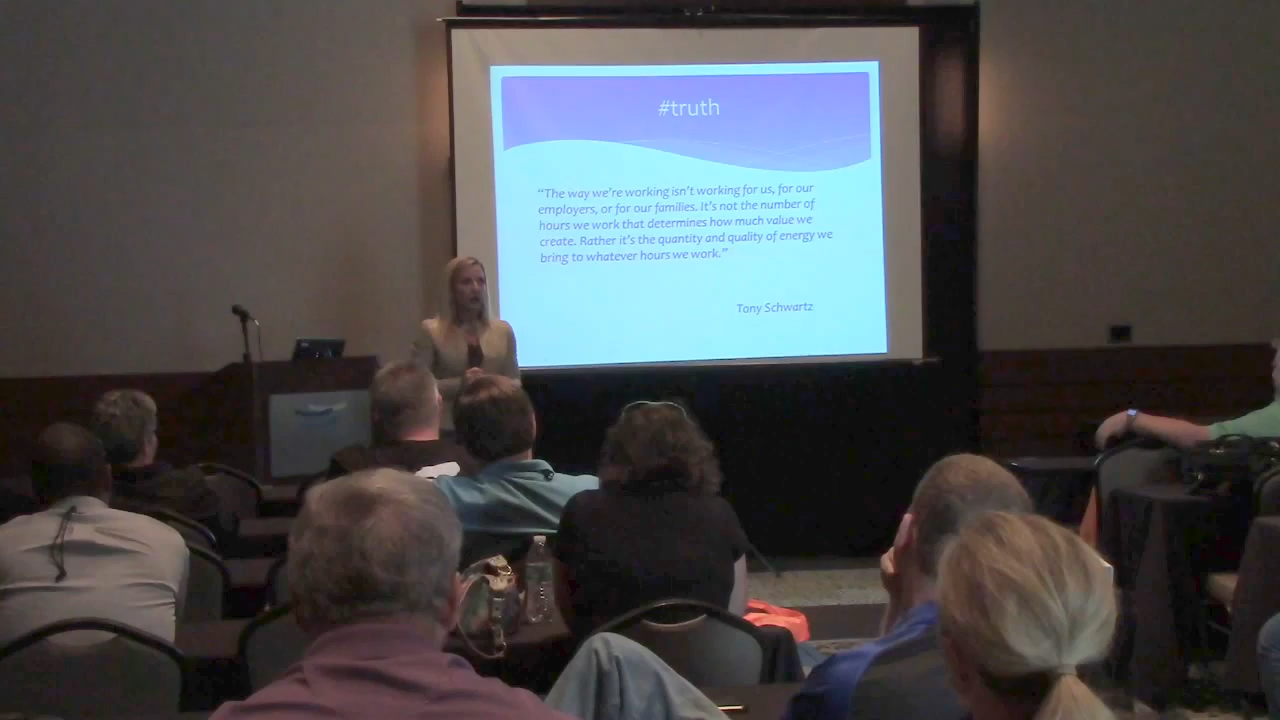 #truth
“The way we’re working isn’t working for us, for our
employers, or for our families. It’s not the number of
hours we work that determines how much value we
create. Rather it’s the quantity and quality of energy we
bring to whatever hours we work.”
Tony Schwartz